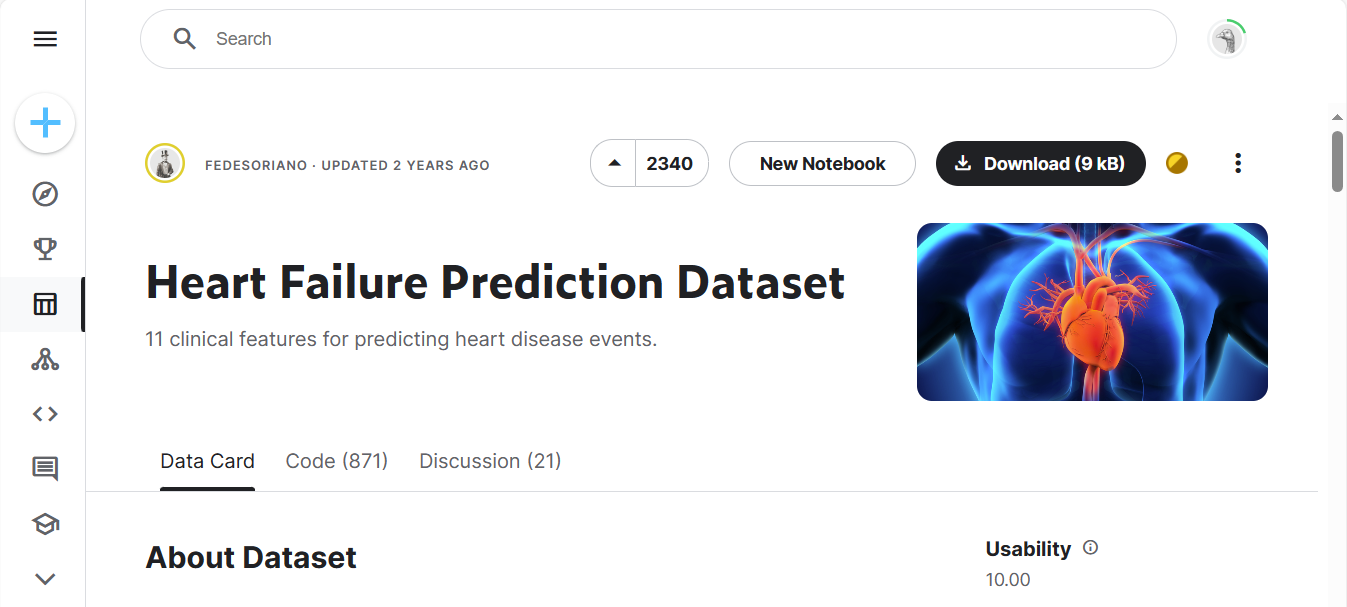 Search
FEDESORIANO · UPDATED 2 YEARS AGO
2340
New Notebook
Download (9 kB)
Heart Failure Prediction Dataset
11 clinical features for predicting heart disease events.
Data Card
Code (871)
Discussion (21)
About Dataset
Usability
10.00